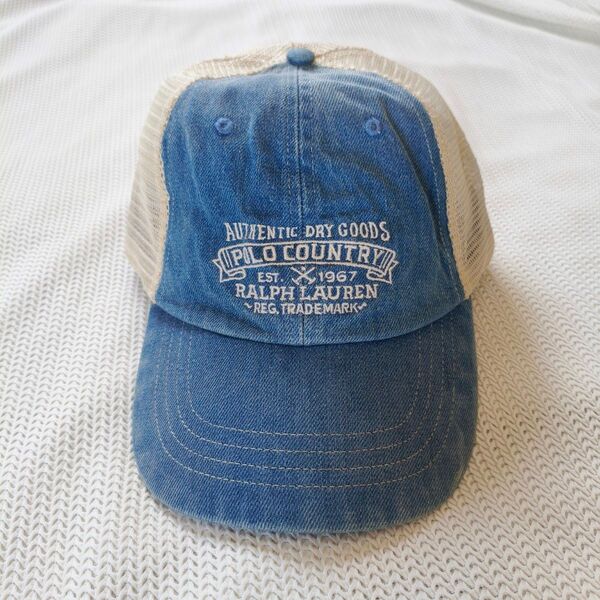 AUTHENTIC DRY GOODS
POLO COUNTRY
EST. 1967
RALPH LAUREN
~REG. TRADEMARK~